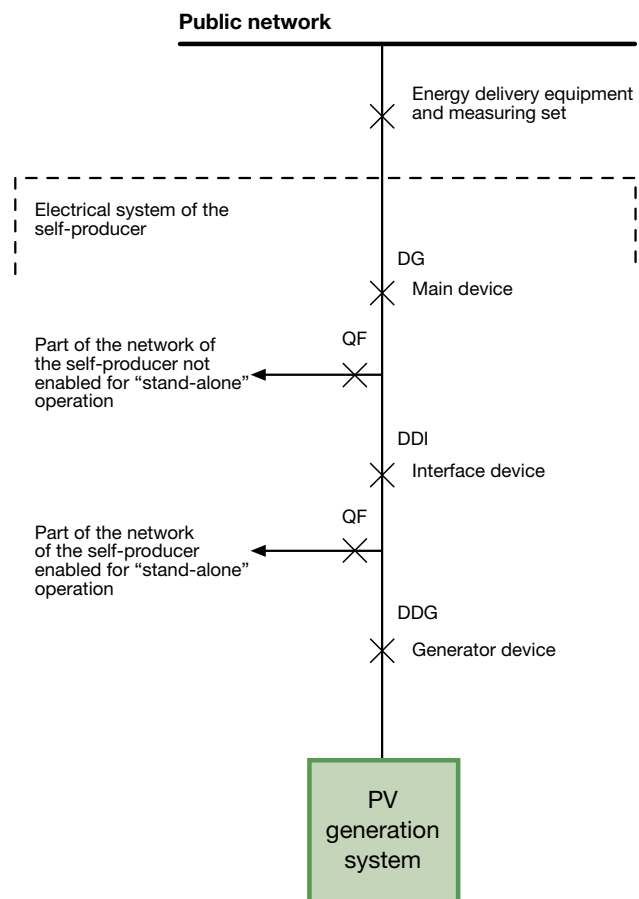 Public network
Energy delivery equipment
and measuring set
Electrical system of the
self-producer
DG
Main device
QF
Part of the network of
the self-producer not
enabled for “stand-alone”
operation
DDI
Interface device
QF
Part of the network
of the self-producer
enabled for “stand-alone”
operation
DDG
Generator device
PV
generation
system